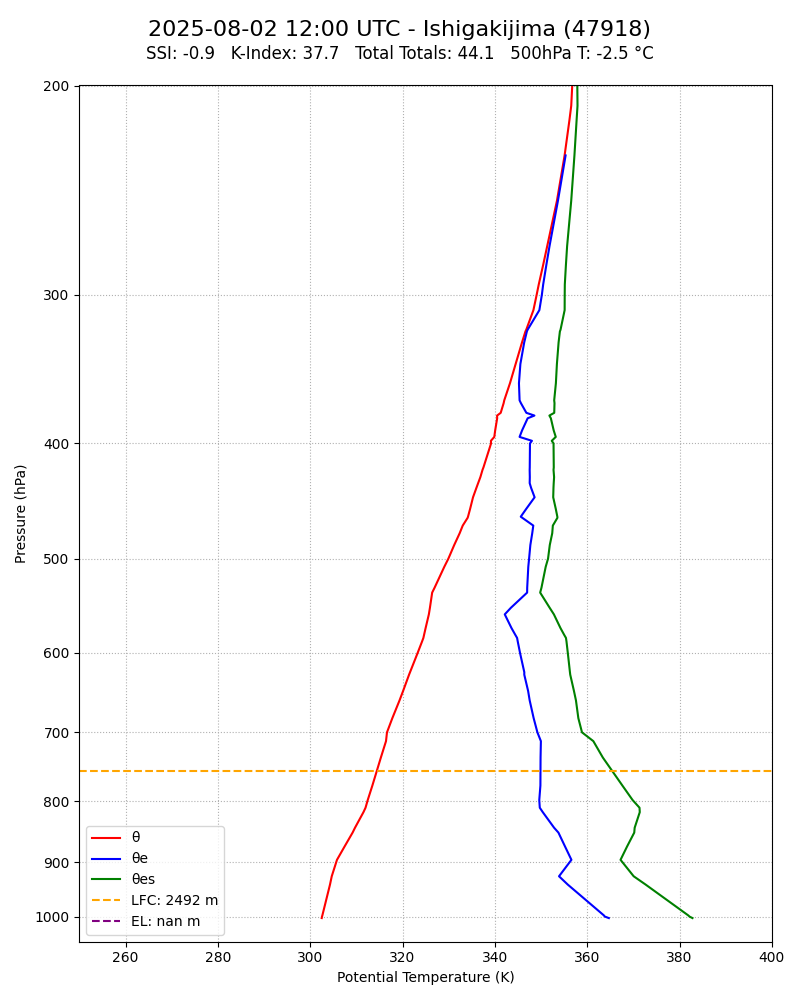 2025-08-02 12:00 UTC - Ishigakijima (47918)
SSI: -0.9   K-Index: 37.7   Total Totals: 44.1   500hPa T: -2.5 °C
200
300
400
500
600
700
800
900
1000
Pressure (hPa)
θ
θe
θes
LFC: 2492 m
EL: nan m
260 280 300 320 340 360 380 400
Potential Temperature (K)